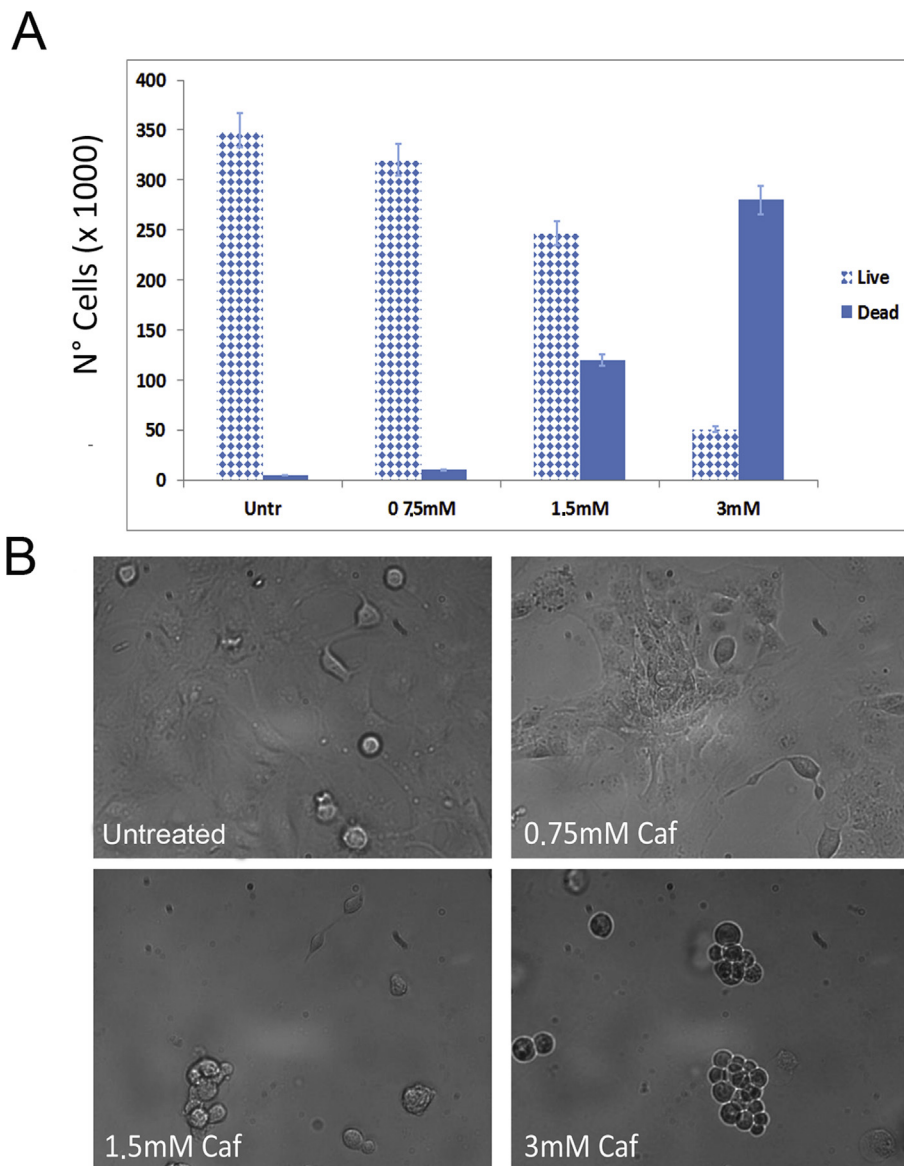 A
N° Cells (x 1000)
400
350
300
250
200
150
100
50
0
-
Untr
0 7.5mM
1.5mM
3mM
Live
Dead
B
Untreated
0.75mM Caf
1.5mM Caf
3mM Caf